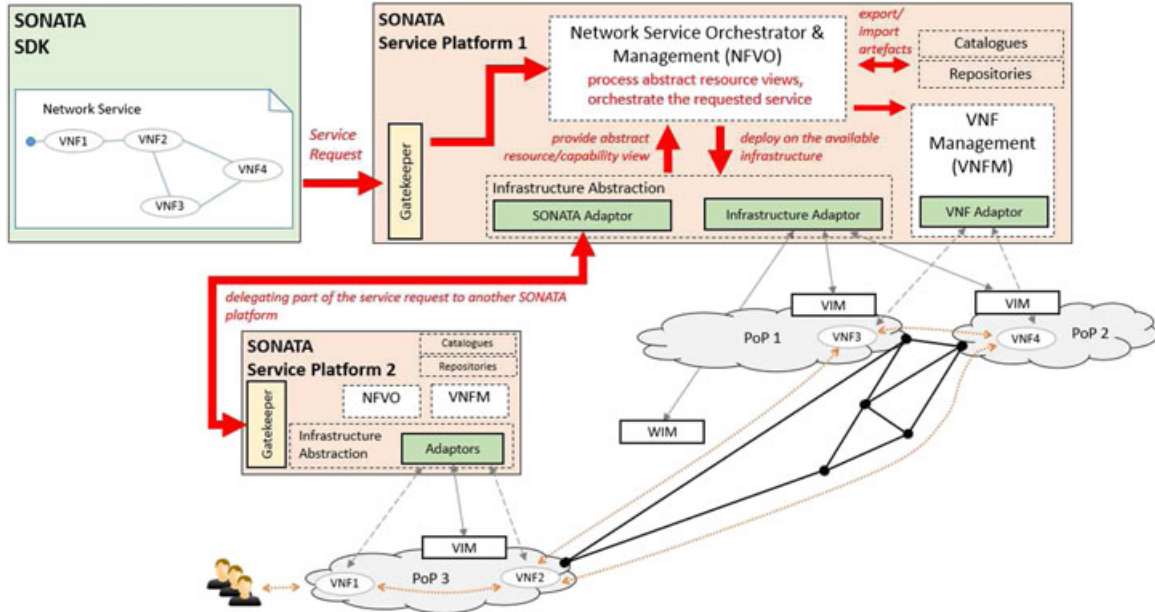 SONATA
SDK
Network Service
VNF1
VNF2
VNF4
VNF3
Service
Request
SONATA
Service Platform 1
Gatekeeper
Network Service Orchestrator &
Management (NFVO)
process abstract resource views,
orchestrate the requested service
export/
import
artefacts
Catalogues
Repositories
provide abstract
resource/capability view
deploy on the available
infrastructure
VNF
Management
(VNFM)
Infrastructure Abstraction
SONATA Adaptor
Infrastructure Adaptor
VNF Adaptor
delegating part of the service request to another SONATA
platform
SONATA
Service Platform 2
Catalogues
Repositories
Gatekeeper
NFVO
VNFM
Infrastructure
Abstraction
Adaptors
VIM
VIM
PoP 1
VNF3
VNF4
PoP 2
WIM
VIM
VNF1
PoP 3
VNF2